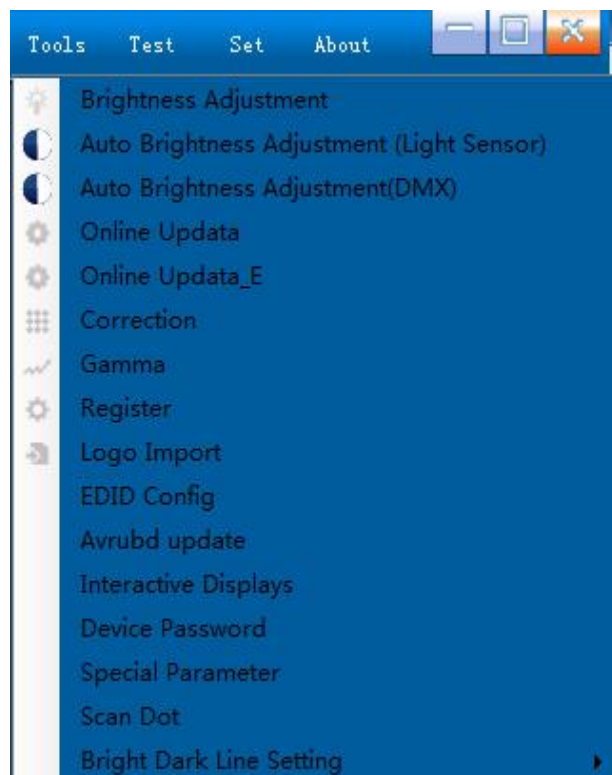 Tools Test Set About
Brightness Adjustment
Auto Brightness Adjustment (Light Sensor)
Auto Brightness Adjustment(DMX)
Online Updata
Online Updata_E
Correction
Gamma
Register
Logo Import
EDID Config
Avrubd update
Interactive Displays
Device Password
Special Parameter
Scan Dot
Bright Dark Line Setting